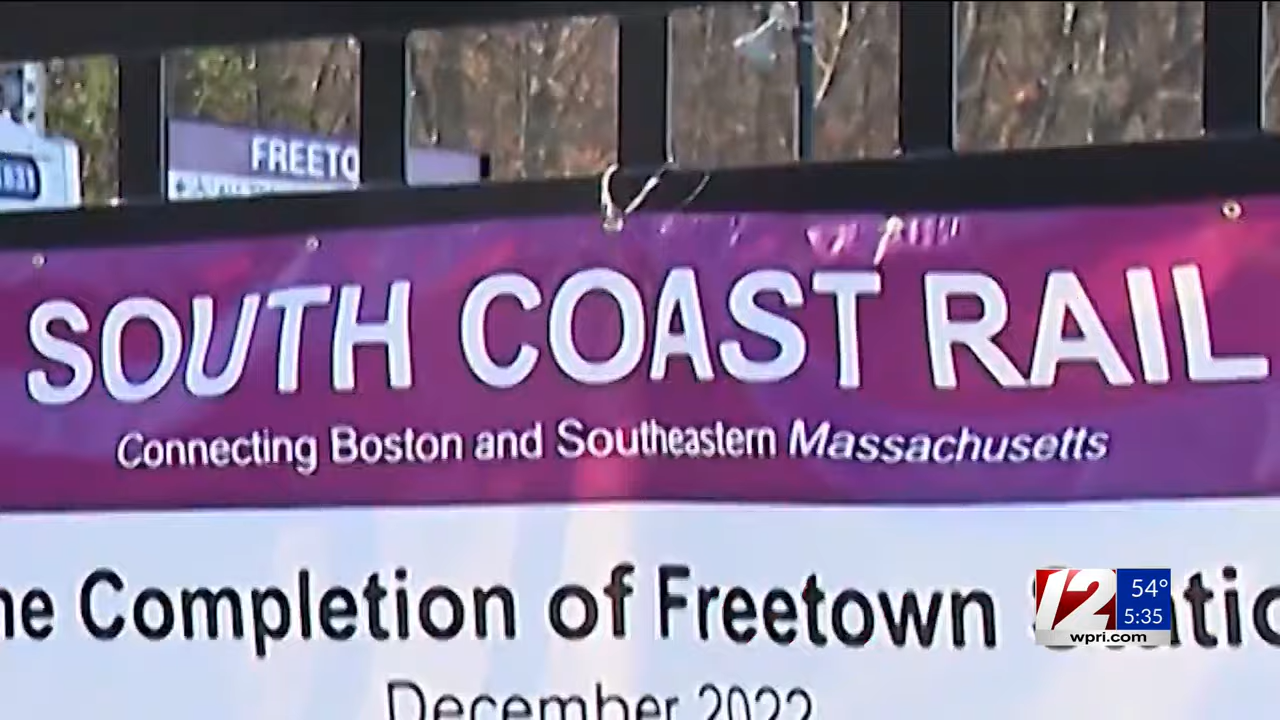 FREETO
SOUTH COAST RAIL
Connecting Boston and Southeastern Massachusetts
ne Completion of Freetown
December 2022
12
54°
5:35
wpri.com